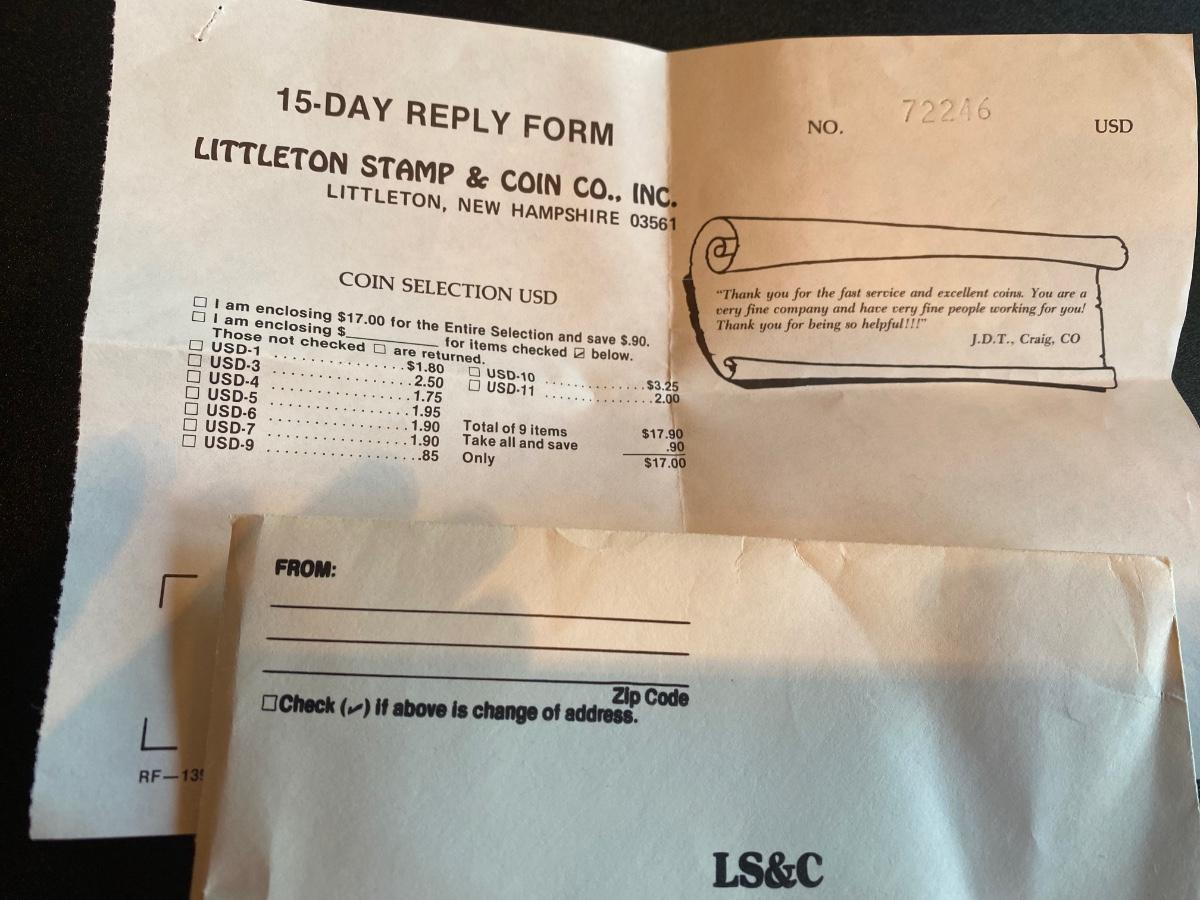 15-DAY REPLY FORM
LITTLETON STAMP & COIN CO., INC.
LITTLETON, NEW HAMPSHIRE 03561
NO. 72246 USD
COIN SELECTION USD
☐ I am enclosing $17.00 for the Entire Selection and save $.90.
☐ I am enclosing $__________ for items checked ☑ below.
Those not checked ☐ are returned.
☐ USD-1 .................. $1.80
☐ USD-3 .................. 2.50
☐ USD-4 .................. 1.75
☐ USD-5 .................. 1.95
☐ USD-6 .................. 1.90
☐ USD-7 .................. 1.90
☐ USD-9 .................. .85
☐ USD-10 .............. $3.25
☐ USD-11 .............. 2.00
Total of 9 items $17.90
Take all and save .90
Only $17.00
“Thank you for the fast service and excellent coins. You are a
very fine company and have very fine people working for you!
Thank you for being so helpful!!!”
J.D.T., Craig, CO
RF—13
FROM:
Zip Code
☐ Check (✓) if above is change of address.
LS&C